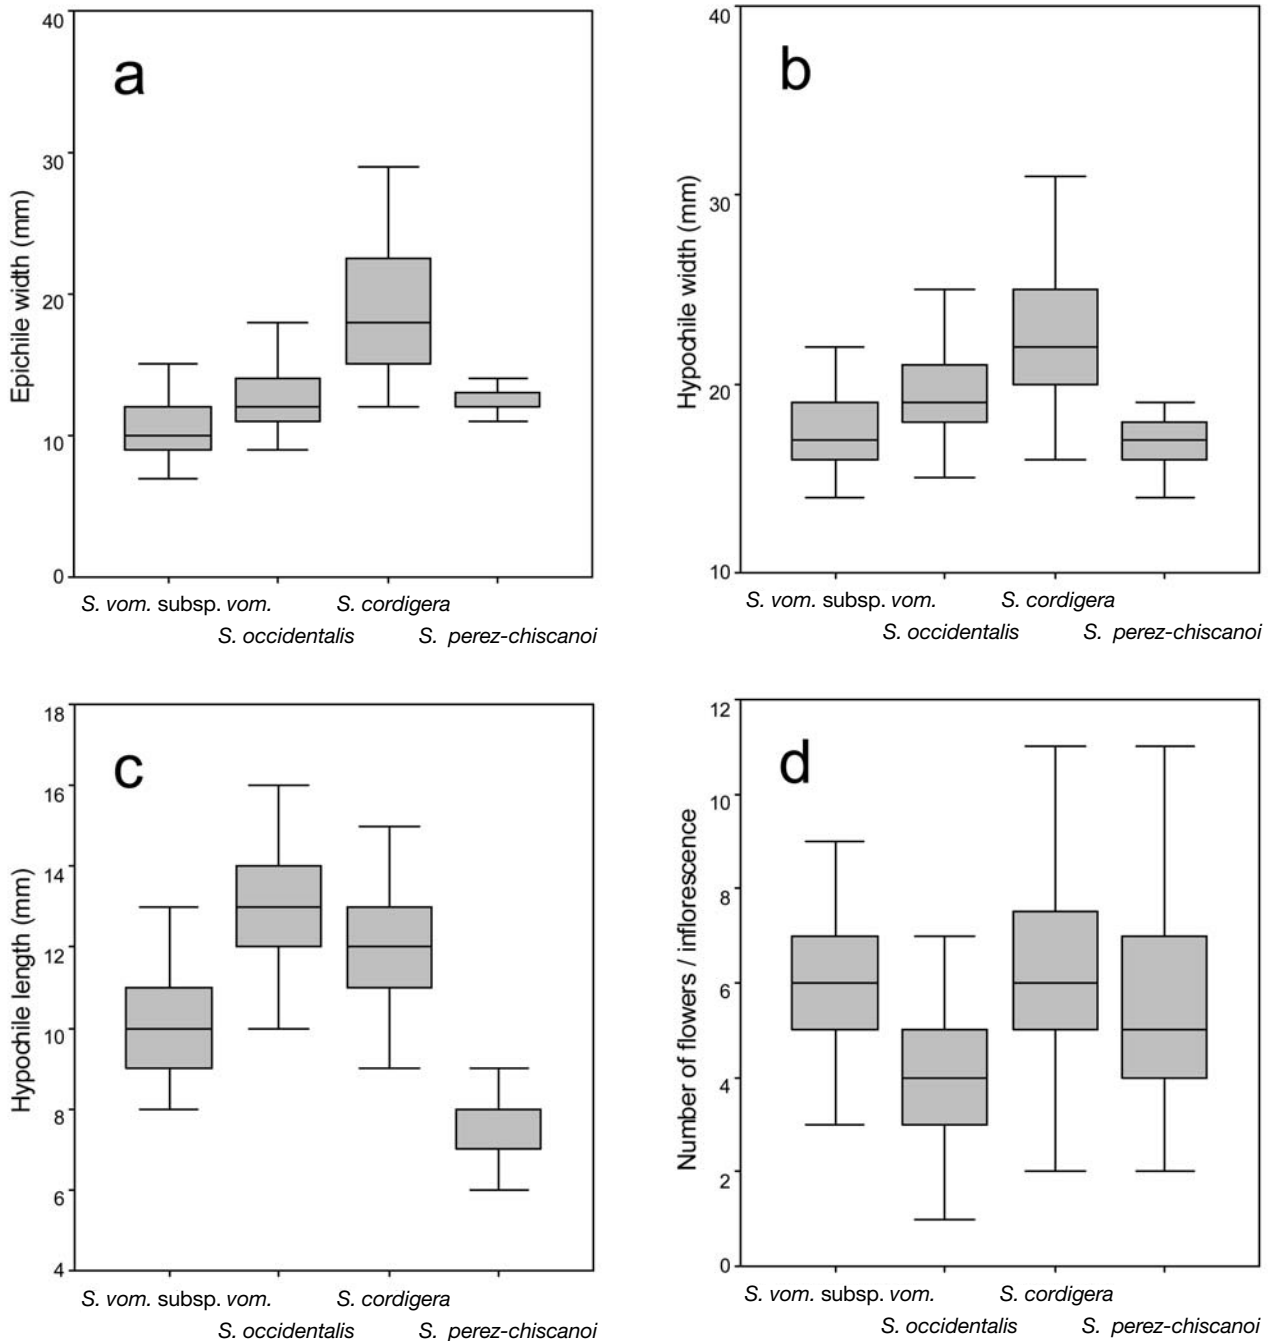 a
40
30
20
10
0
Epichile width (mm)
S. vom. subsp. vom.
S. cordigera
S. occidentalis
S. perez-chiscanoi
b
40
30
20
10
Hypochile width (mm)
S. vom. subsp. vom.
S. cordigera
S. occidentalis
S. perez-chiscanoi
c
18
16
14
12
10
8
6
4
Hypochile length (mm)
S. vom. subsp. vom.
S. cordigera
S. occidentalis
S. perez-chiscanoi
d
12
10
8
6
4
2
0
Number of flowers / inflorescence
S. vom. subsp. vom.
S. cordigera
S. occidentalis
S. perez-chiscanoi